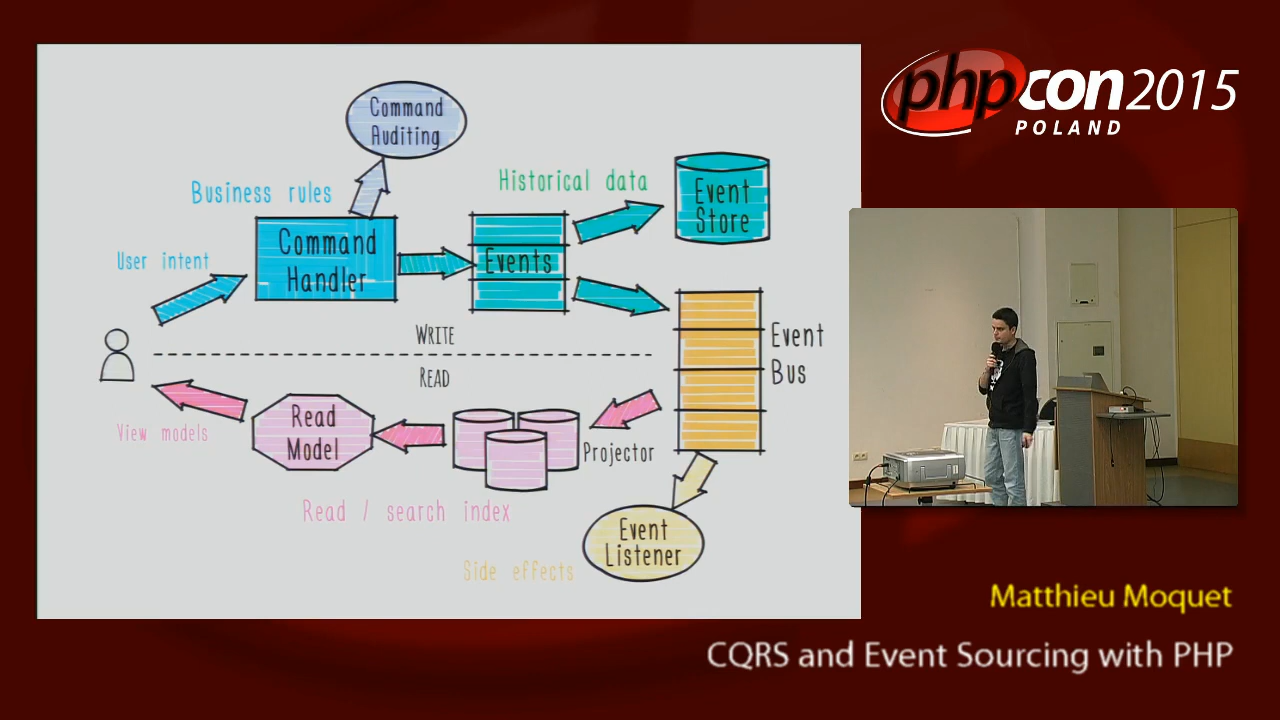 Command
Auditing
Business rules
Historical data
Event
Store
Command
Handler
User intent
Events
WRITE
READ
Event
Bus
Read
Model
View models
Projector
Read / search index
Event
Listener
Side effects
phpcon 2015
POLAND
Matthieu Moquet
CQRS and Event Sourcing with PHP